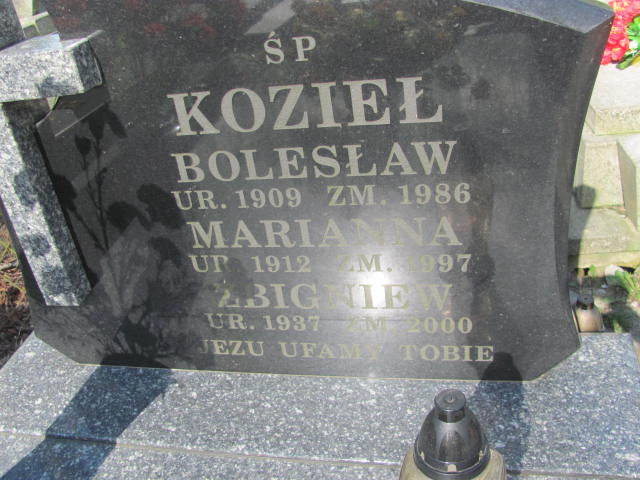 ŚP
KOZIEŁ
BOLESŁAW
UR. 1909 ZM. 1986
MARIANNA
UR. 1912 ZM. 1997
ZBIGNIEW
UR. 1937 ZM. 2000
JEZU UFAMY TOBIE